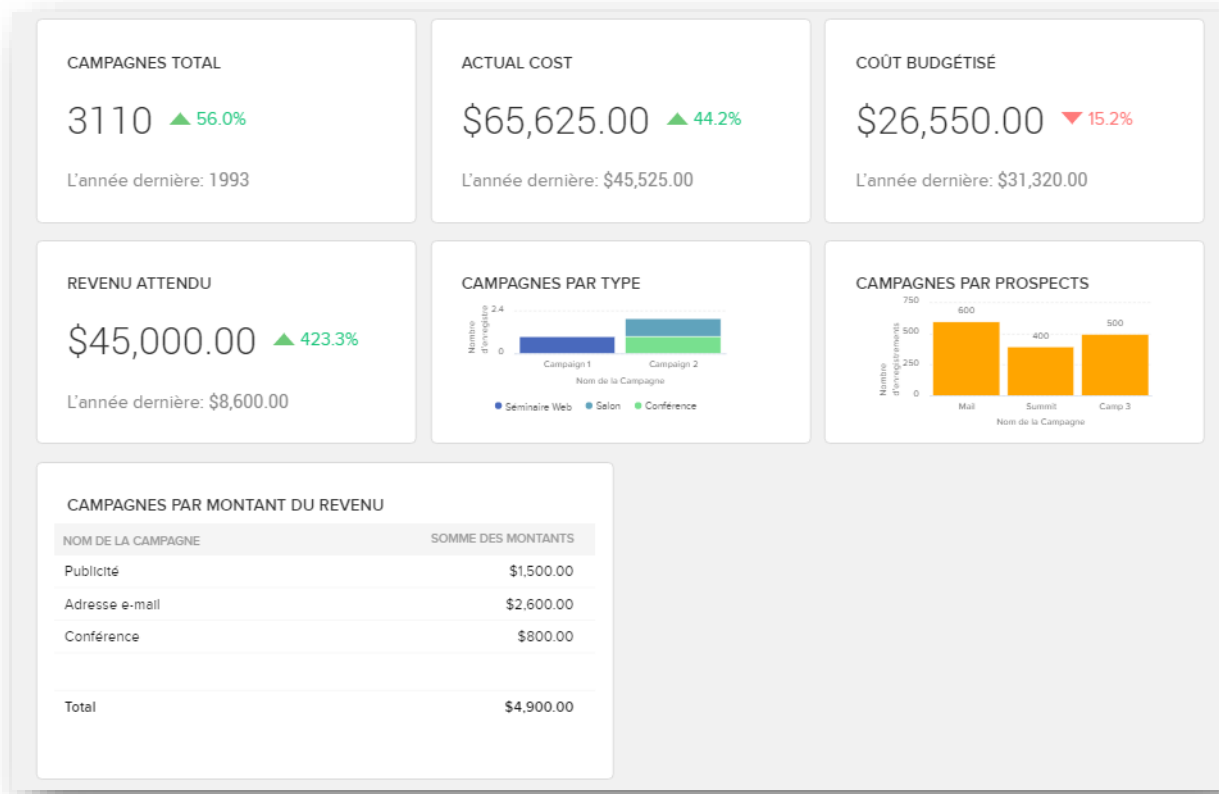 CAMPAGNES TOTAL
3110 56.0%
L'année dernière: 1993
ACTUAL COST
$65,625.00 44.2%
L'année dernière: $45,525.00
COÛT BUDGÉTISÉ
$26,550.00 15.2%
L'année dernière: $31,320.00
REVENU ATTENDU
$45,000.00 423.3%
L'année dernière: $8,600.00
CAMPAGNES PAR TYPE
Nombre
d'enregistre
2.4
0
Campaign 1 Campaign 2
Nom de la Campagne
Séminaire Web Salon Conférence
CAMPAGNES PAR PROSPECTS
Nombre
d'enregistrements
750
500
250
0
600
400
500
Mail Summit Camp 3
Nom de la Campagne
CAMPAGNES PAR MONTANT DU REVENU
NOM DE LA CAMPAGNE SOMME DES MONTANTS
Publicité $1,500.00
Adresse e-mail $2,600.00
Conférence $800.00
Total $4,900.00